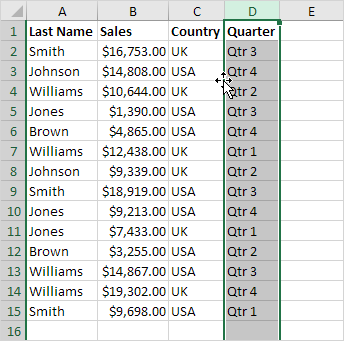 A B C D E
1 Last Name Sales Country Quarter
2 Smith $16,753.00 UK Qtr 3
3 Johnson $14,808.00 USA Qtr 4
4 Williams $10,644.00 UK Qtr 2
5 Jones $1,390.00 USA Qtr 3
6 Brown $4,865.00 USA Qtr 4
7 Williams $12,438.00 UK Qtr 1
8 Johnson $9,339.00 UK Qtr 2
9 Smith $18,919.00 USA Qtr 3
10 Jones $9,213.00 USA Qtr 4
11 Jones $7,433.00 UK Qtr 1
12 Brown $3,255.00 USA Qtr 2
13 Williams $14,867.00 USA Qtr 3
14 Williams $19,302.00 UK Qtr 4
15 Smith $9,698.00 USA Qtr 1
16